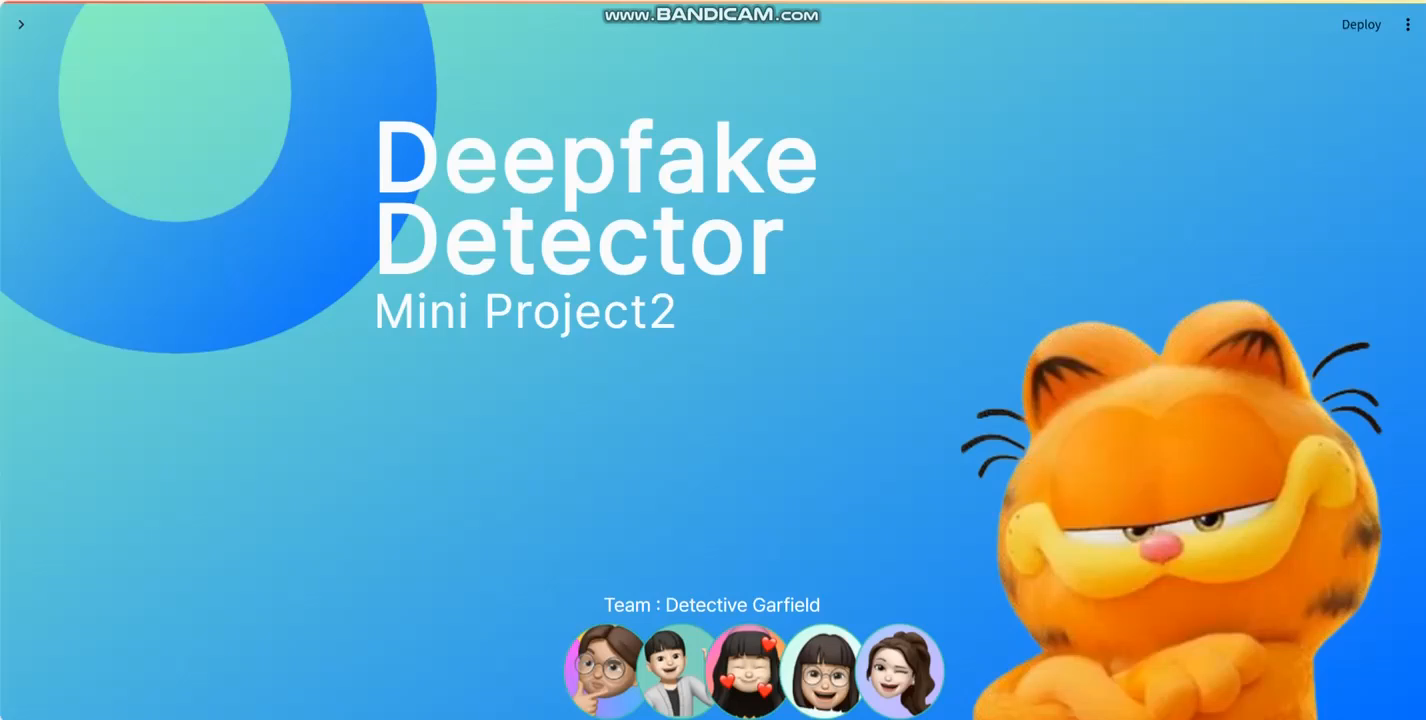 www.BANDICAM.com
Deploy
Deepfake
Detector
Mini Project2
Team : Detective Garfield